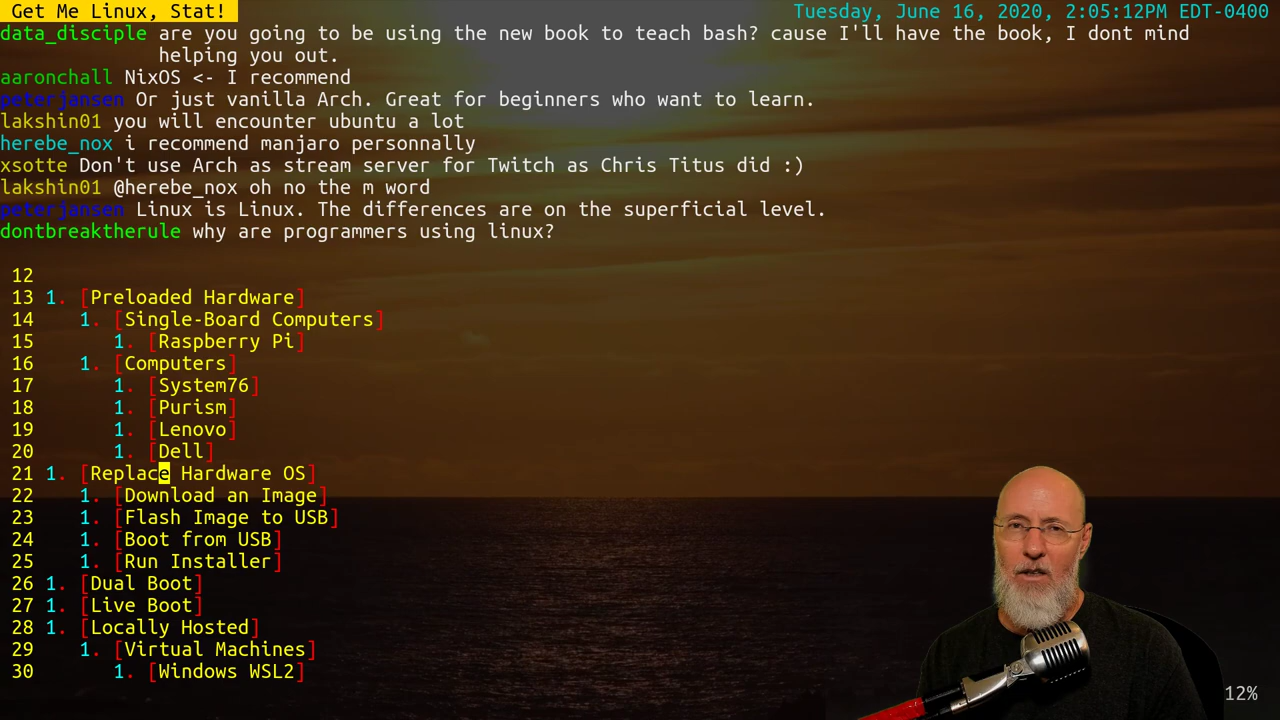 Get Me Linux, Stat!
Tuesday, June 16, 2020, 2:05:12PM EDT-0400
data_disciple are you going to be using the new book to teach bash? cause I'll have the book, I dont mind
helping you out.
aaronchall NixOS <- I recommend
peterjansen Or just vanilla Arch. Great for beginners who want to learn.
lakshin01 you will encounter ubuntu a lot
herebe_nox i recommend manjaro personnally
xsotte Don't use Arch as stream server for Twitch as Chris Titus did :)
lakshin01 @herebe_nox oh no the m word
peterjansen Linux is Linux. The differences are on the superficial level.
dontbreaktherule why are programmers using linux?
12
13 1. [Preloaded Hardware]
14 1. [Single-Board Computers]
15 1. [Raspberry Pi]
16 1. [Computers]
17 1. [System76]
18 1. [Purism]
19 1. [Lenovo]
20 1. [Dell]
21 1. [Replace Hardware OS]
22 1. [Download an Image]
23 1. [Flash Image to USB]
24 1. [Boot from USB]
25 1. [Run Installer]
26 1. [Dual Boot]
27 1. [Live Boot]
28 1. [Locally Hosted]
29 1. [Virtual Machines]
30 1. [Windows WSL2]
12%